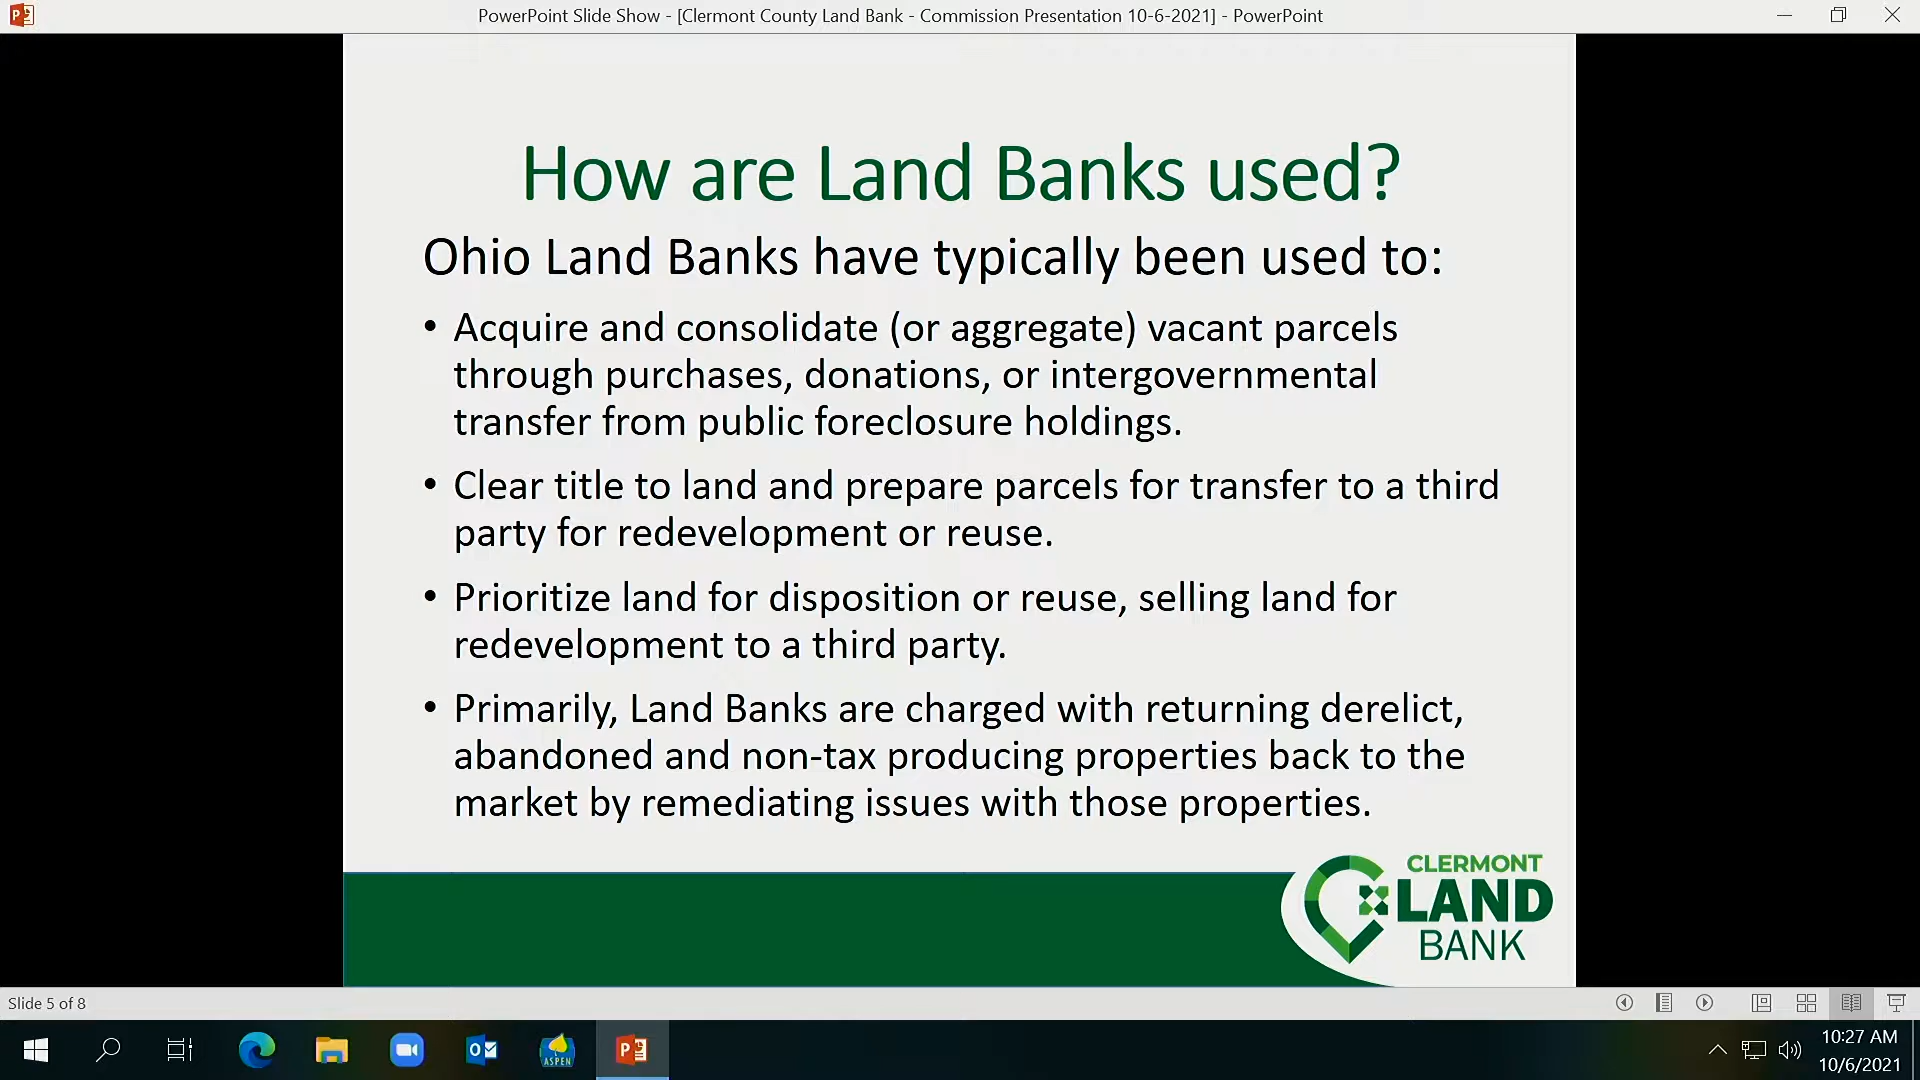 PowerPoint Slide Show - [Clermont County Land Bank - Commission Presentation 10-6-2021] - PowerPoint
How are Land Banks used?
Ohio Land Banks have typically been used to:
• Acquire and consolidate (or aggregate) vacant parcels
through purchases, donations, or intergovernmental
transfer from public foreclosure holdings.
• Clear title to land and prepare parcels for transfer to a third
party for redevelopment or reuse.
• Prioritize land for disposition or reuse, selling land for
redevelopment to a third party.
• Primarily, Land Banks are charged with returning derelict,
abandoned and non-tax producing properties back to the
market by remediating issues with those properties.
CLERMONT
LAND
BANK
Slide 5 of 8
ASPEN
10:27 AM
10/6/2021